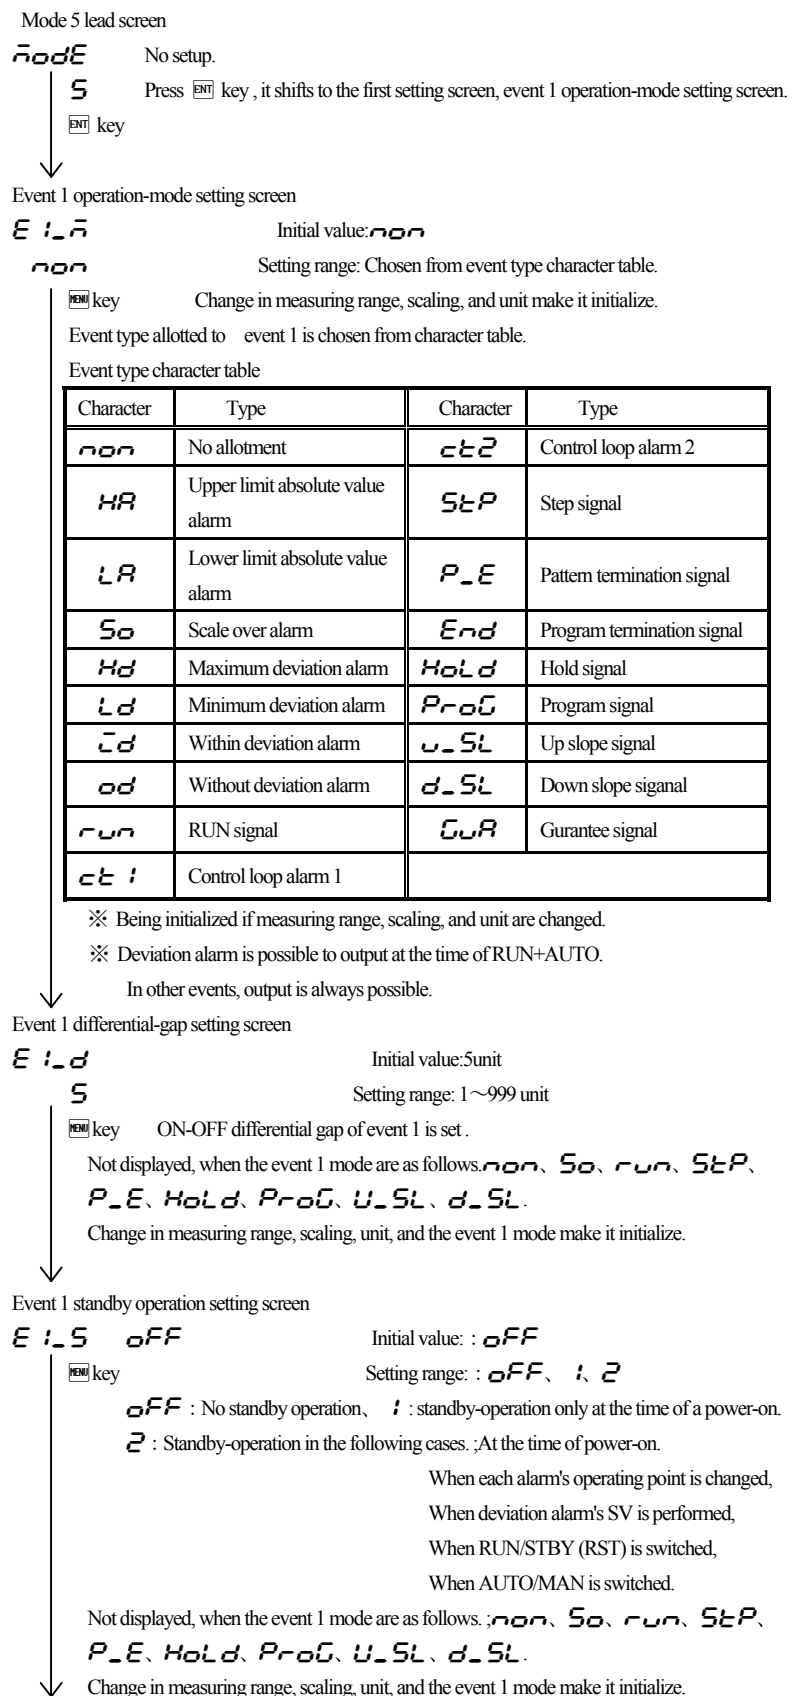 Mode 5 lead screen
modE No setup.
5 Press ENT key , it shifts to the first setting screen, event 1 operation-mode setting screen.
ENT key
Event 1 operation-mode setting screen
E1_m Initial value:non
non Setting range: Chosen from event type character table.
MENU key Change in measuring range, scaling, and unit make it initialize.
Event type allotted to event 1 is chosen from character table.
Event type character table
Character Type Character Type
non No allotment ct2 Control loop alarm 2
HA Upper limit absolute value alarm StP Step signal
LA Lower limit absolute value alarm P_E Pattern termination signal
So Scale over alarm End Program termination signal
Hd Maximum deviation alarm HoLd Hold signal
Ld Minimum deviation alarm ProG Program signal
id Within deviation alarm u_SL Up slope signal
od Without deviation alarm d_SL Down slope siganal
run RUN signal GuA Gurantee signal
ct1 Control loop alarm 1
※ Being initialized if measuring range, scaling, and unit are changed.
※ Deviation alarm is possible to output at the time of RUN+AUTO.
In other events, output is always possible.
Event 1 differential-gap setting screen
E1_d Initial value:5unit
5 Setting range: 1~999 unit
MENU key ON-OFF differential gap of event 1 is set .
Not displayed, when the event 1 mode are as follows.non、So、run、StP、
P_E、HoLd、ProG、U_SL、d_SL.
Change in measuring range, scaling, unit, and the event 1 mode make it initialize.
Event 1 standby operation setting screen
E1_S oFF Initial value: : oFF
MENU key Setting range: : oFF、 1、2
oFF : No standby operation、 1 : standby-operation only at the time of a power-on.
2 : Standby-operation in the following cases. ;At the time of power-on.
When each alarm's operating point is changed,
When deviation alarm's SV is performed,
When RUN/STBY (RST) is switched,
When AUTO/MAN is switched.
Not displayed, when the event 1 mode are as follows. ;non、So、run、StP、
P_E、HoLd、ProG、U_SL、d_SL.
Change in measuring range, scaling, unit, and the event 1 mode make it initialize.